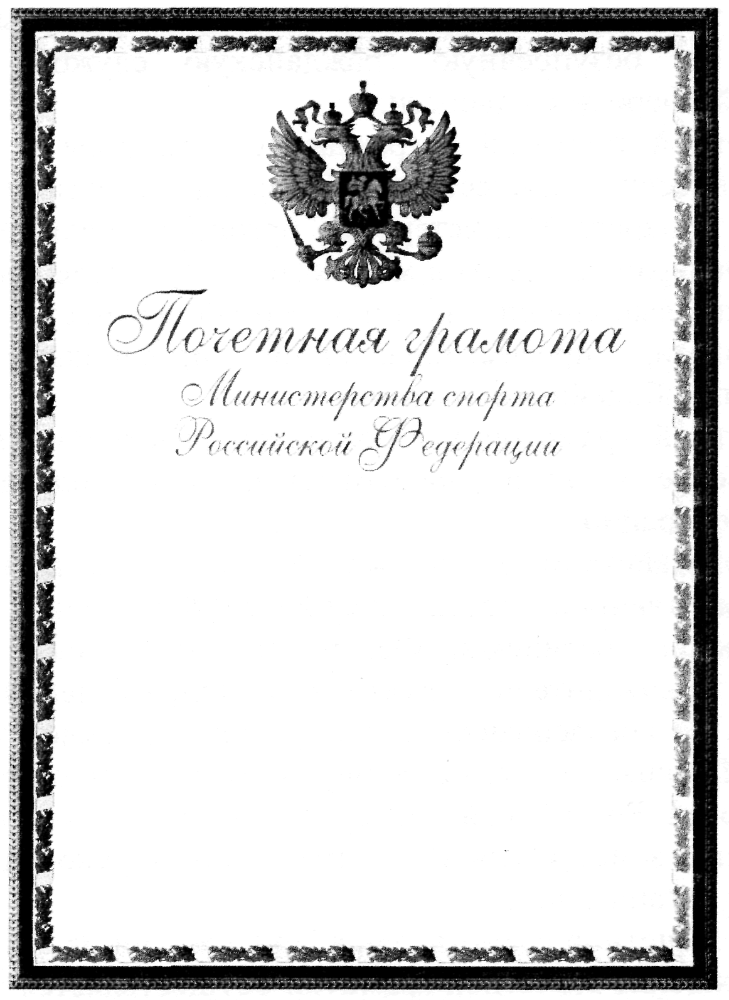 Почетная грамота
Министерства спорта
Российской Федерации